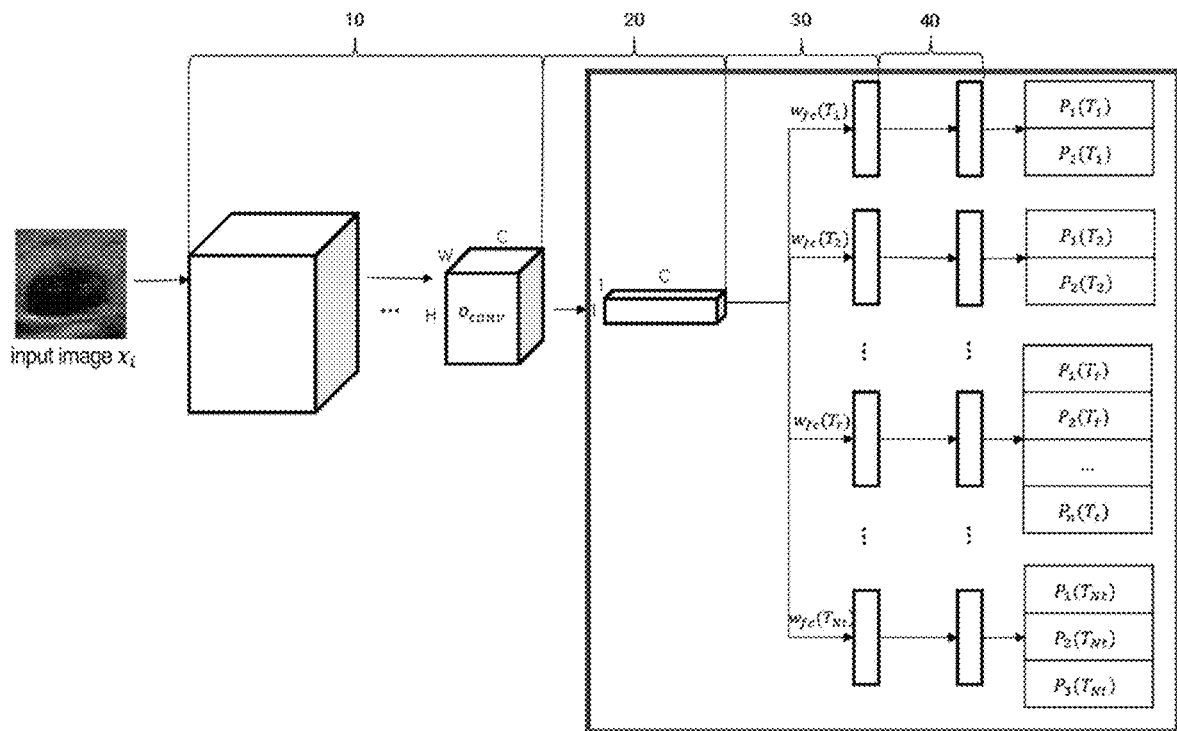 10
20
30
40
input image x_i
...
W
C
H
O_CONV
1
1
C
w_fc(T_1)
P_1(T_1)
P_2(T_1)
w_fc(T_2)
P_1(T_2)
P_2(T_2)
⋮
⋮
w_fc(T_t)
P_1(T_t)
P_2(T_t)
...
P_n(T_t)
⋮
⋮
w_fc(T_Nt)
P_1(T_Nt)
P_2(T_Nt)
P_3(T_Nt)